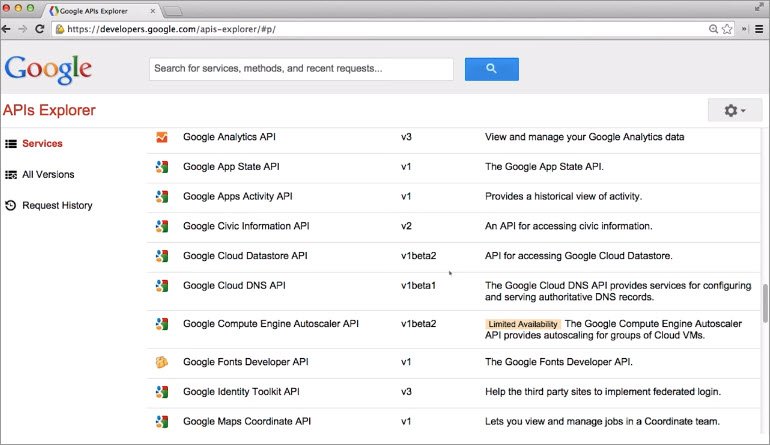 Google APIs Explorer
https://developers.google.com/apis-explorer/#p/
Google
Search for services, methods, and recent requests...
APIs Explorer
Services
All Versions
Request History
Google Analytics API v3 View and manage your Google Analytics data
Google App State API v1 The Google App State API.
Google Apps Activity API v1 Provides a historical view of activity.
Google Civic Information API v2 An API for accessing civic information.
Google Cloud Datastore API v1beta2 API for accessing Google Cloud Datastore.
Google Cloud DNS API v1beta1 The Google Cloud DNS API provides services for configuring
and serving authoritative DNS records.
Google Compute Engine Autoscaler API v1beta2 Limited Availability The Google Compute Engine Autoscaler
API provides autoscaling for groups of Cloud VMs.
Google Fonts Developer API v1 The Google Fonts Developer API.
Google Identity Toolkit API v3 Help the third party sites to implement federated login.
Google Maps Coordinate API v1 Lets you view and manage jobs in a Coordinate team.